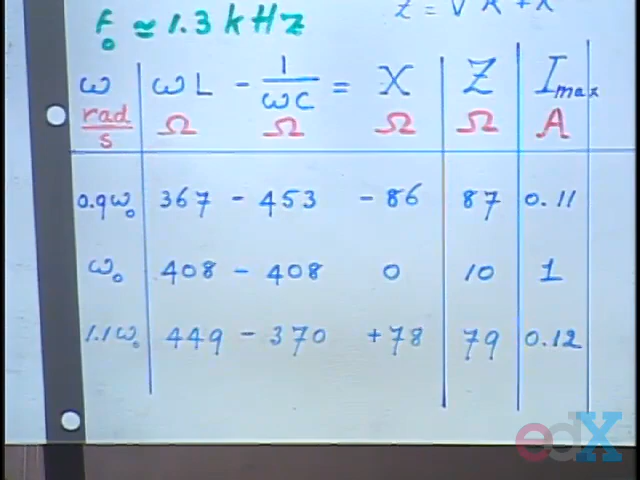 Z = √ R + X
F₀ ≃ 1.3 kHz
ω ωL - 1/ωC = X Z I max
rad/s Ω Ω Ω Ω A
0.9ω₀ 367 - 453 - 86 87 0.11
ω₀ 408 - 408 0 10 1
1.1ω₀ 449 - 370 +78 79 0.12
edX